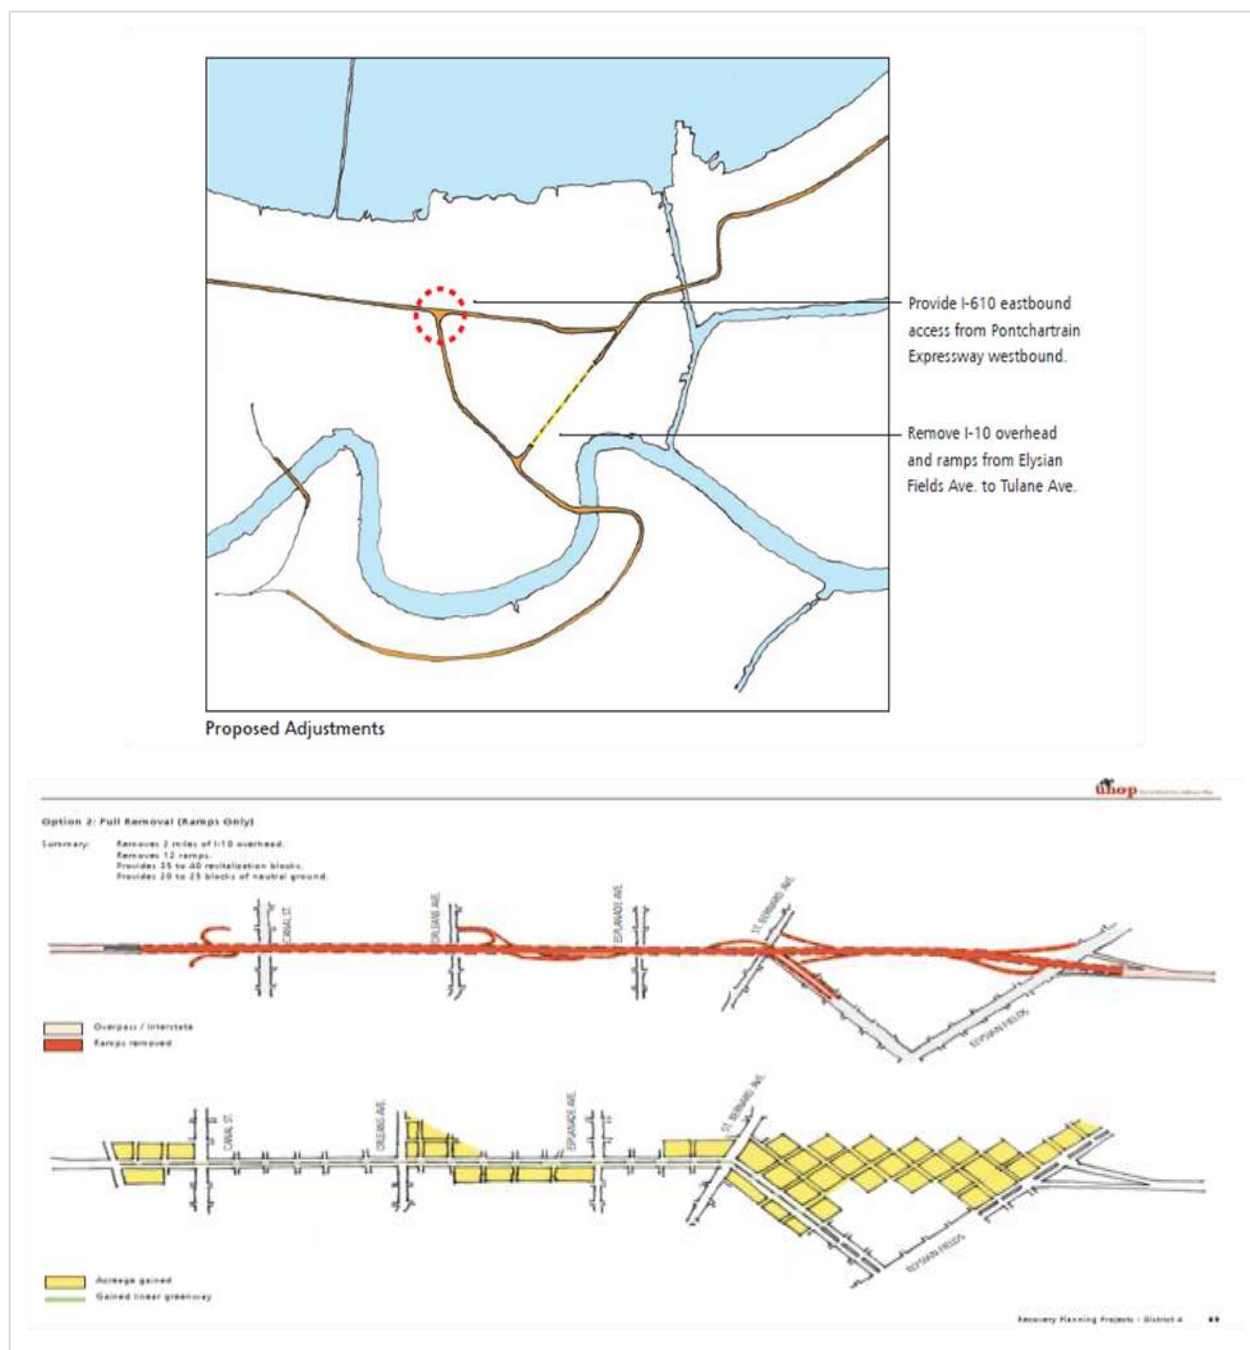 Provide I-610 eastbound
access from Pontchartrain
Expressway westbound.
Remove I-10 overhead
and ramps from Elysian
Fields Ave. to Tulane Ave.
Proposed Adjustments
Option 2: Full Removal (Ramps Only)
Summary: Removes 2 miles of I-10 overhead.
Removes 12 ramps.
Provides 35 to 40 revitalization blocks.
Provides 20 to 25 blocks of neutral ground.
CANAL ST.
ORLEANS AVE.
ESPLANADE AVE.
ST. BERNARD AVE.
ELYSIAN FIELDS
Overpass / Interstate
Ramps removed
CANAL ST.
ORLEANS AVE.
ESPLANADE AVE.
ST. BERNARD AVE.
ELYSIAN FIELDS
Acreage gained
Gained linear greenway
Recovery Planning Projects - District 4